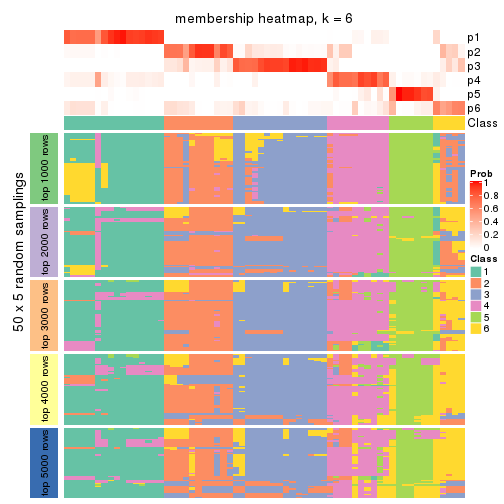 membership heatmap, k = 6
p1
p2
p3
p4
p5
p6
Class
50 x 5 random samplings
top 1000 rows
top 2000 rows
top 3000 rows
top 4000 rows
top 5000 rows
Prob
1
0.8
0.6
0.4
0.2
0
Class
1
2
3
4
5
6